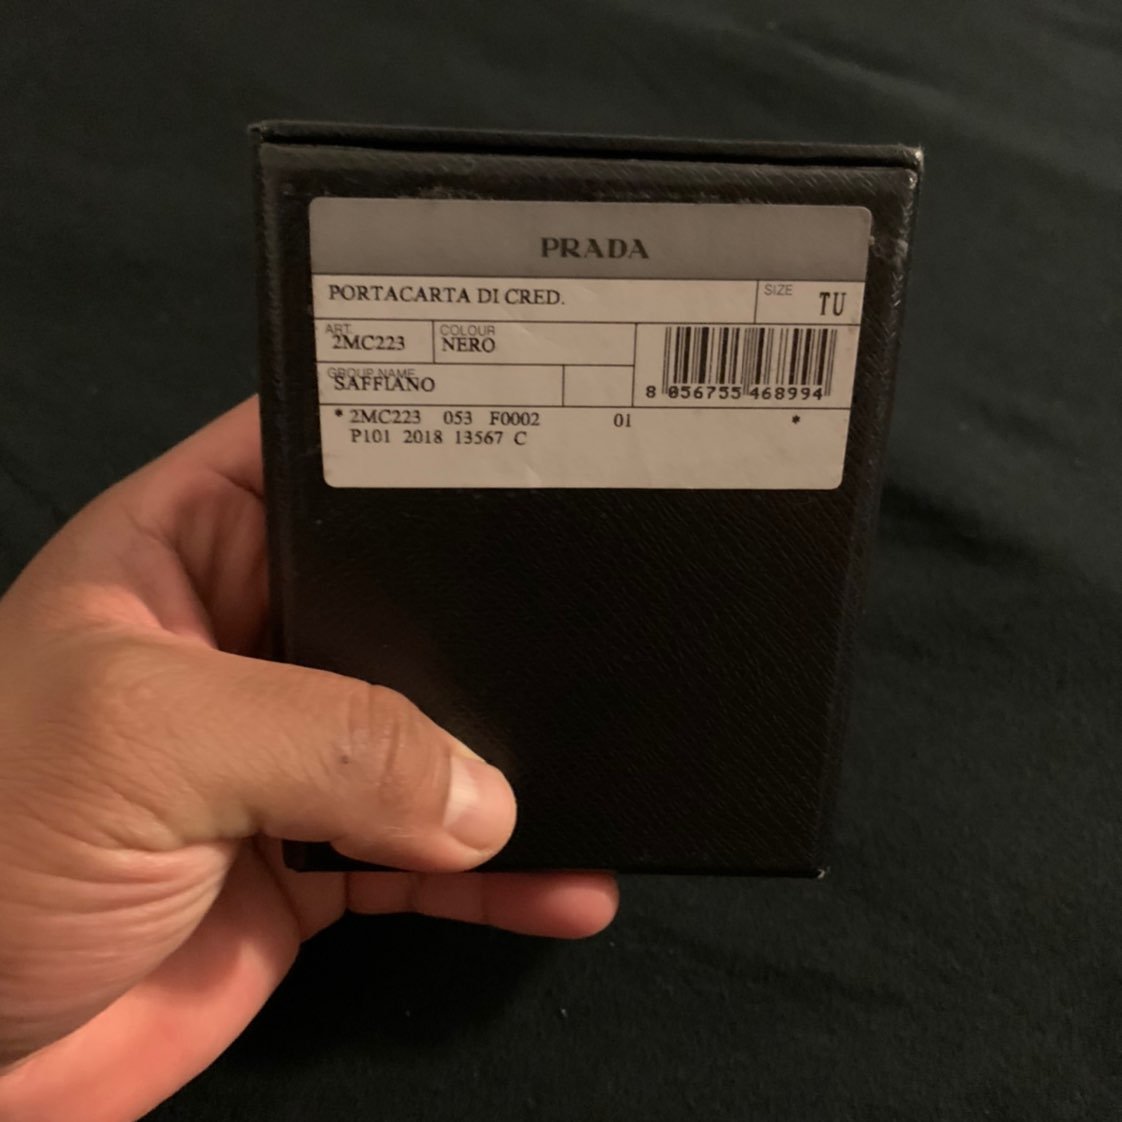 PRADA
PORTACARTA DI CRED.
SIZE
TU
ART.
2MC223
COLOUR
NERO
GROUP NAME
SAFFIANO
8 056755 468994
* 2MC223 053 F0002 01 *
P101 2018 13567 C